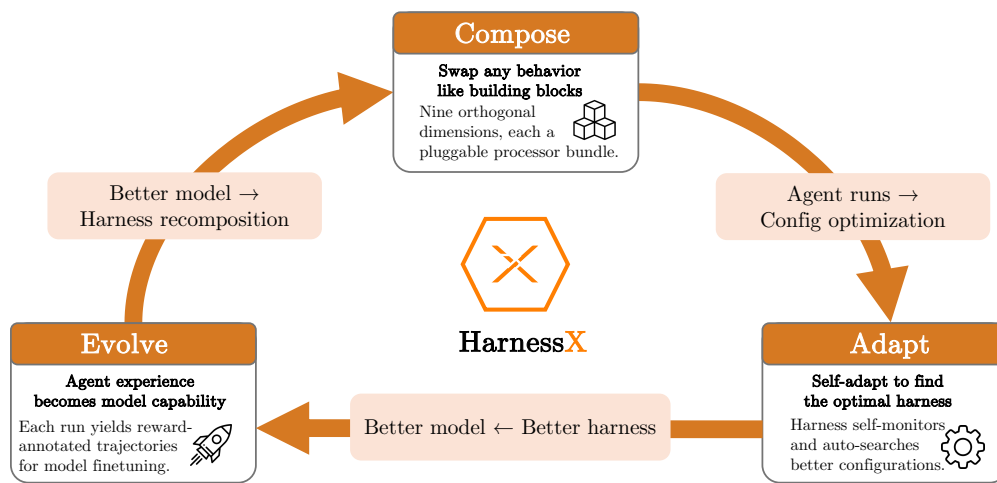 Compose
Swap any behavior
like building blocks
Nine orthogonal
dimensions, each a
pluggable processor bundle.
Better model →
Harness recomposition
Agent runs →
Config optimization
HarnessX
Evolve
Agent experience
becomes model capability
Each run yields reward-
annotated trajectories
for model finetuning.
Better model ← Better harness
Adapt
Self-adapt to find
the optimal harness
Harness self-monitors
and auto-searches
better configurations.